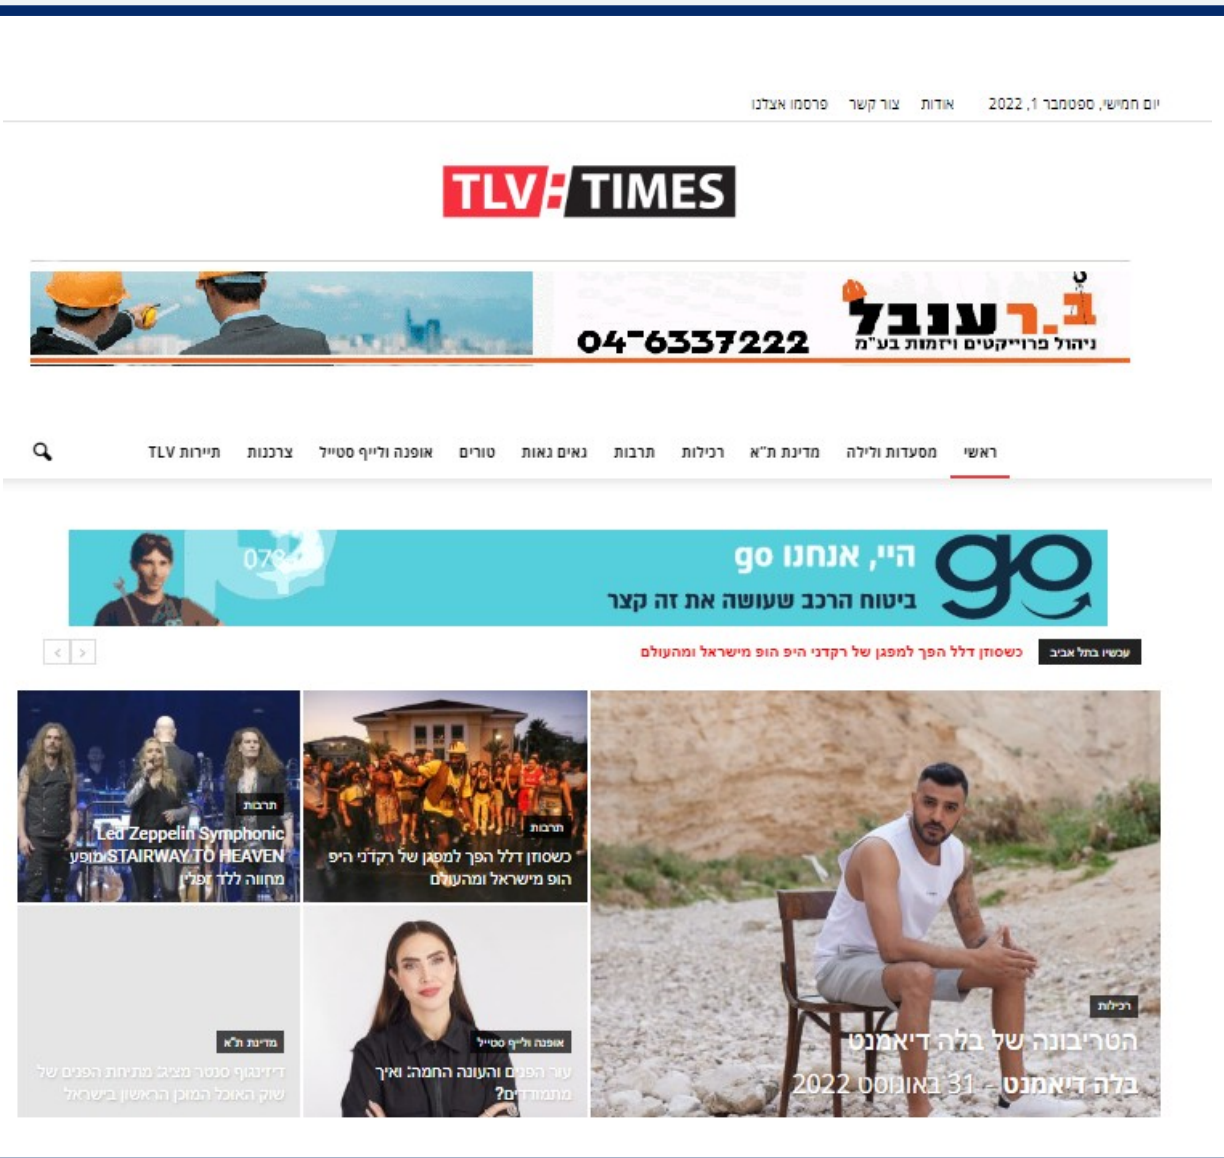 יום חמישי, ספטמבר 1, 2022 אודות צור קשר פרסמו אצלנו
TLV TIMES
ב.רענבל
ניהול פרוייקטים ויזמות בע"מ
04-6337222
ראשי מסעדות ולילה מדינת ת"א רכילות תרבות גאים גאות טורים אופנה ולייף סטייל צרכנות תיירות TLV
go
היי, אנחנו go
ביטוח הרכב שעושה את זה קצר
עכשיו בתל אביב כשסוזן דלל הפך למפגן של רקדני היפ הופ מישראל ומהעולם
רכילות
הטריבונה של בלה דיאמנט
בלה דיאמנט - 31 באוגוסט 2022
תרבות
כשסוזן דלל הפך למפגן של רקדני היפ
הופ מישראל ומהעולם
תרבות
Led Zeppelin Symphonic
STAIRWAY TO HEAVEN מופע
מחווה ללד זפלין
אופנה ולייף סטייל
עור הפנים והעונה החמה: ואיך
מתמודדים?
מדינת ת"א
דיזינגוף סנטר מציג: מתיחת הפנים של
שוק האוכל המוכן הראשון בישראל